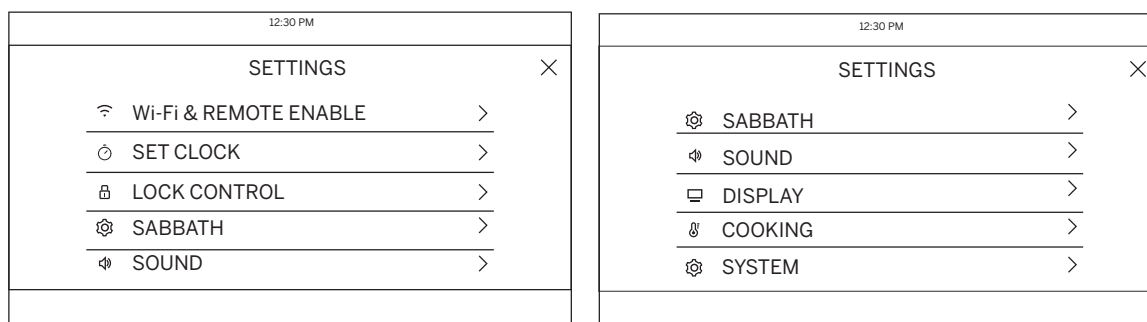 12:30 PM
SETTINGS
Wi-Fi & REMOTE ENABLE
SET CLOCK
LOCK CONTROL
SABBATH
SOUND
12:30 PM
SETTINGS
SABBATH
SOUND
DISPLAY
COOKING
SYSTEM